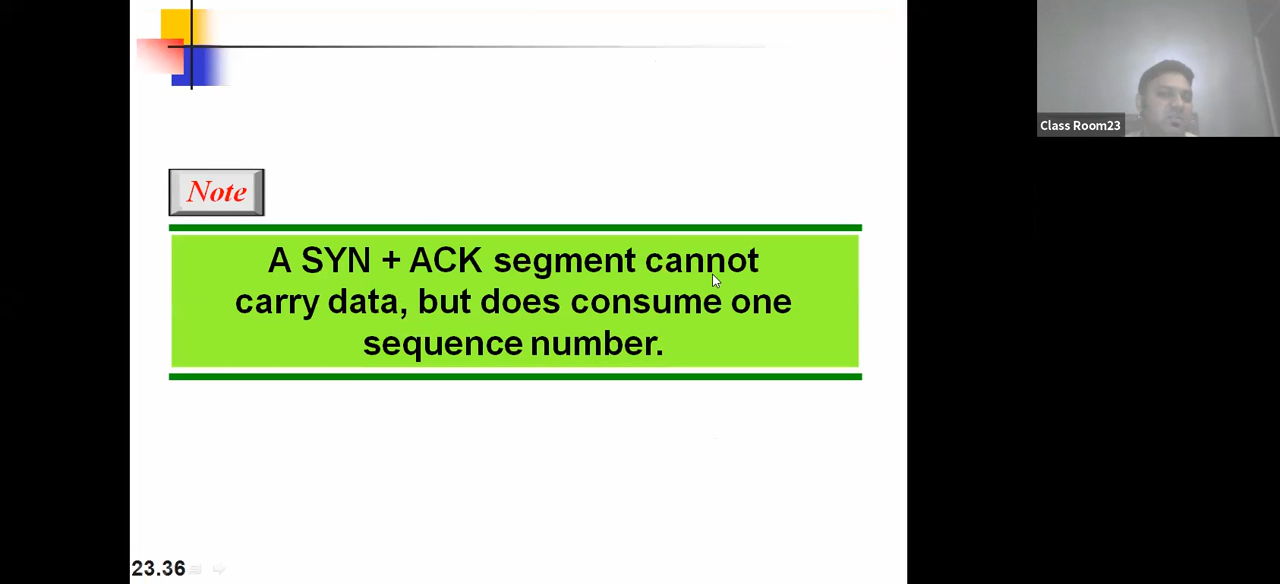 Class Room23
Note
A SYN + ACK segment cannot
carry data, but does consume one
sequence number.
23.36